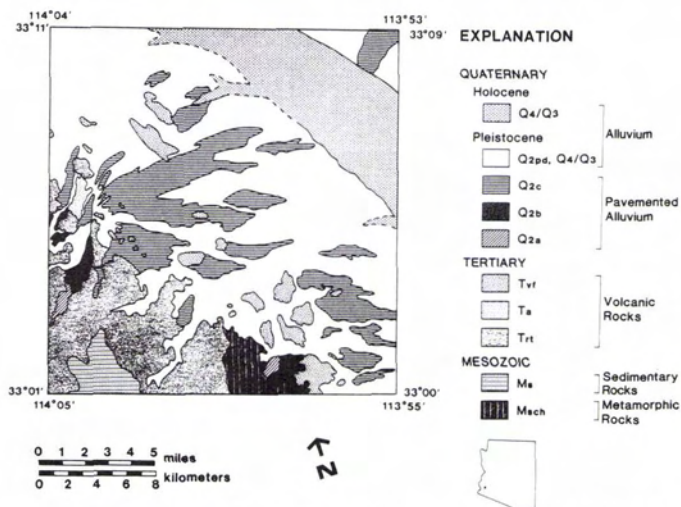 114°04'
113°53'
33°11'
33°09'
33°01'
33°00'
114°05'
113°55'
0 1 2 3 4 5 miles
0 2 4 6 8 kilometers
N
EXPLANATION
QUATERNARY
Holocene
Q4/Q3
Pleistocene
Q2pd, Q4/Q3
Alluvium
Q2c
Q2b
Q2a
Pavemented
Alluvium
TERTIARY
Tvf
Ta
Trt
Volcanic
Rocks
MESOZOIC
Ms
Sedimentary
Rocks
Msch
Metamorphic
Rocks